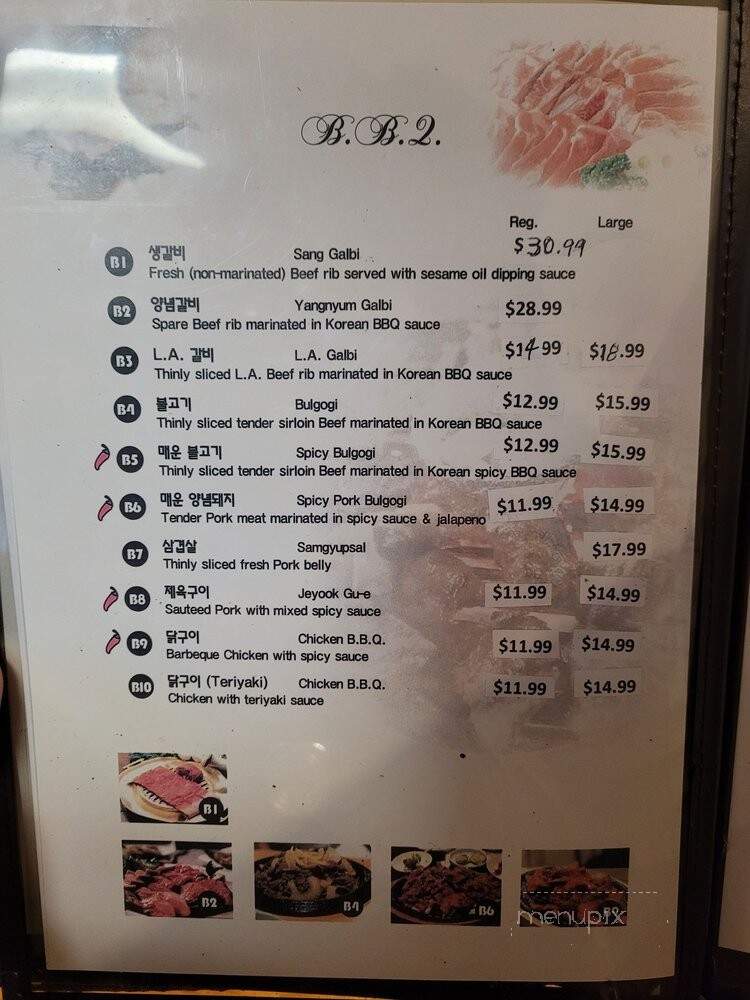 B.B.Q.
Reg. Large
B1 생갈비 Sang Galbi $30.99
Fresh (non-marinated) Beef rib served with sesame oil dipping sauce
B2 양념갈비 Yangnyum Galbi $28.99
Spare Beef rib marinated in Korean BBQ sauce
B3 L.A. 갈비 L.A. Galbi $14.99 $18.99
Thinly sliced L.A. Beef rib marinated in Korean BBQ sauce
B4 불고기 Bulgogi $12.99 $15.99
Thinly sliced tender sirloin Beef marinated in Korean BBQ sauce
B5 매운 불고기 Spicy Bulgogi $12.99 $15.99
Thinly sliced tender sirloin Beef marinated in Korean spicy BBQ sauce
B6 매운 양념돼지 Spicy Pork Bulgogi $11.99 $14.99
Tender Pork meat marinated in spicy sauce & jalapeno
B7 삼겹살 Samgyupsal $17.99
Thinly sliced fresh Pork belly
B8 제육구이 Jeyook Gu-e $11.99 $14.99
Sauteed Pork with mixed spicy sauce
B9 닭구이 Chicken B.B.Q. $11.99 $14.99
Barbeque Chicken with spicy sauce
B10 닭구이 (Teriyaki) Chicken B.B.Q. $11.99 $14.99
Chicken with teriyaki sauce
B1
B2 B4 B6
menupix